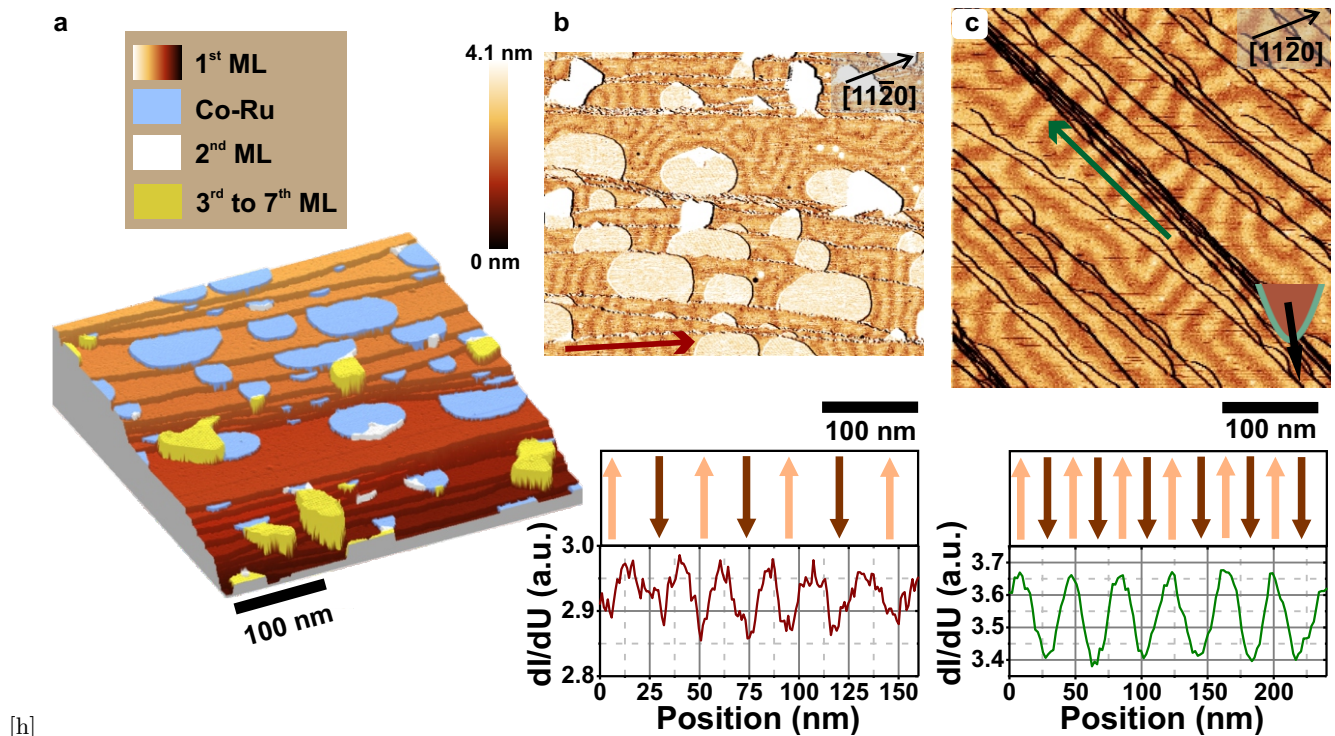 a
1st ML
Co-Ru
2nd ML
3rd to 7th ML
4.1 nm
0 nm
100 nm
b
[112̅0]
100 nm
3.0
2.9
2.8
dI/dU (a.u.)
0 25 50 75 100 125 150
Position (nm)
c
[112̅0]
100 nm
3.7
3.6
3.5
3.4
dI/dU (a.u.)
0 50 100 150 200
Position (nm)
[h]